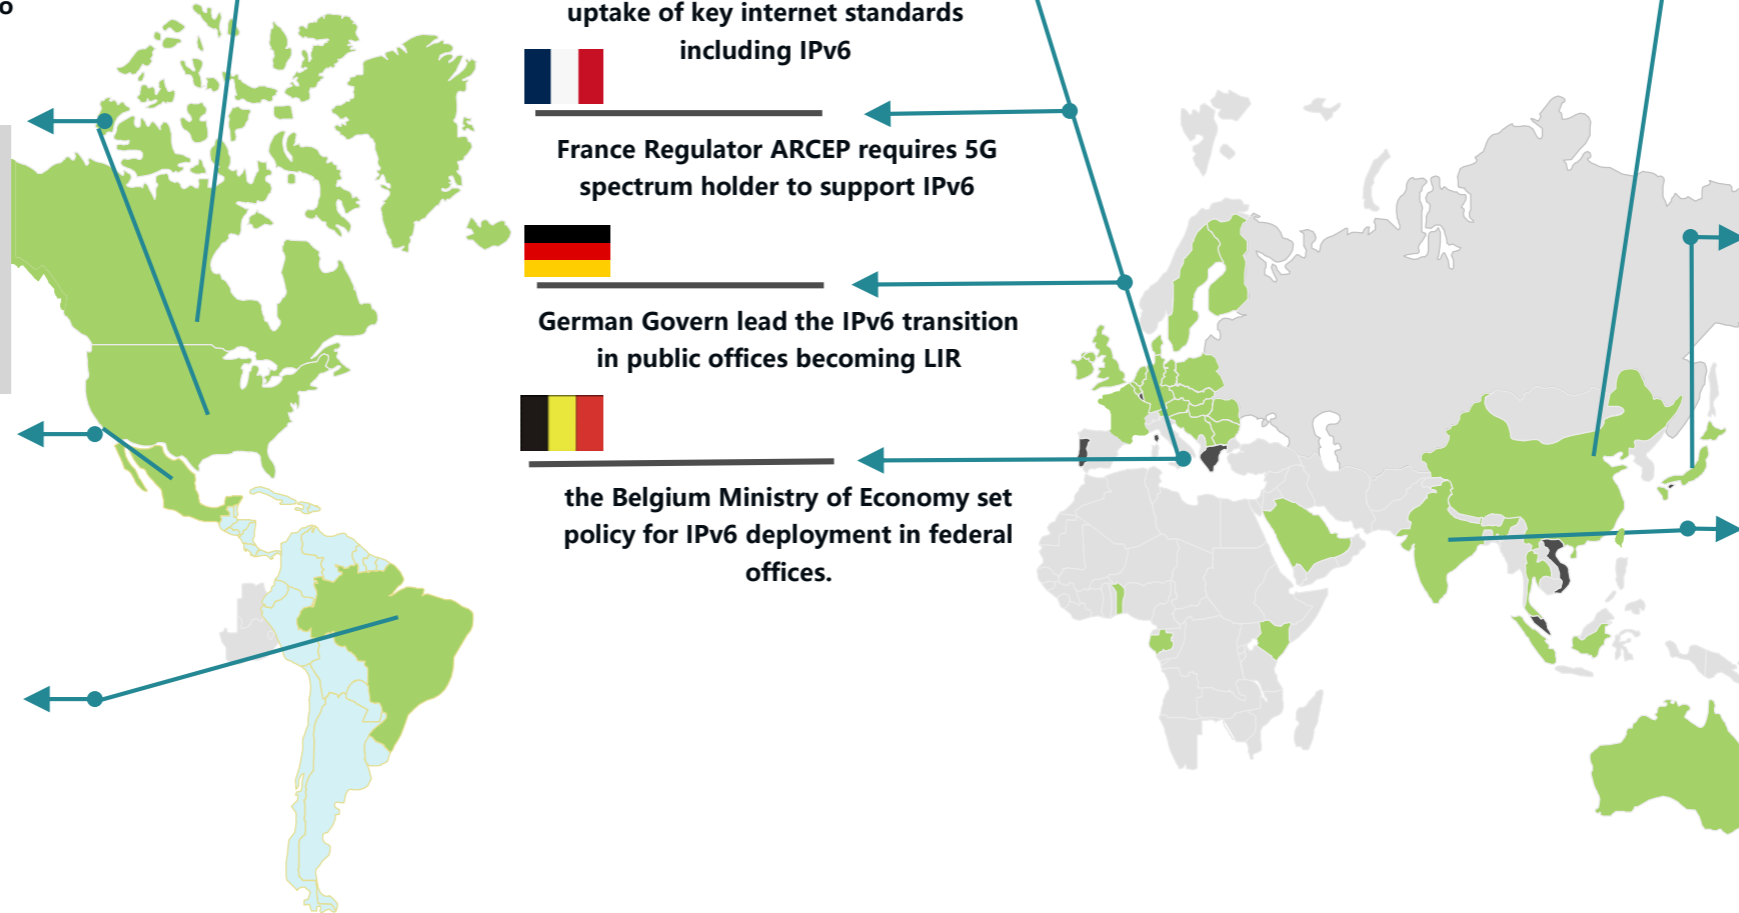 o
uptake of key internet standards
including IPv6
France Regulator ARCEP requires 5G
spectrum holder to support IPv6
German Govern lead the IPv6 transition
in public offices becoming LIR
the Belgium Ministry of Economy set
policy for IPv6 deployment in federal
offices.